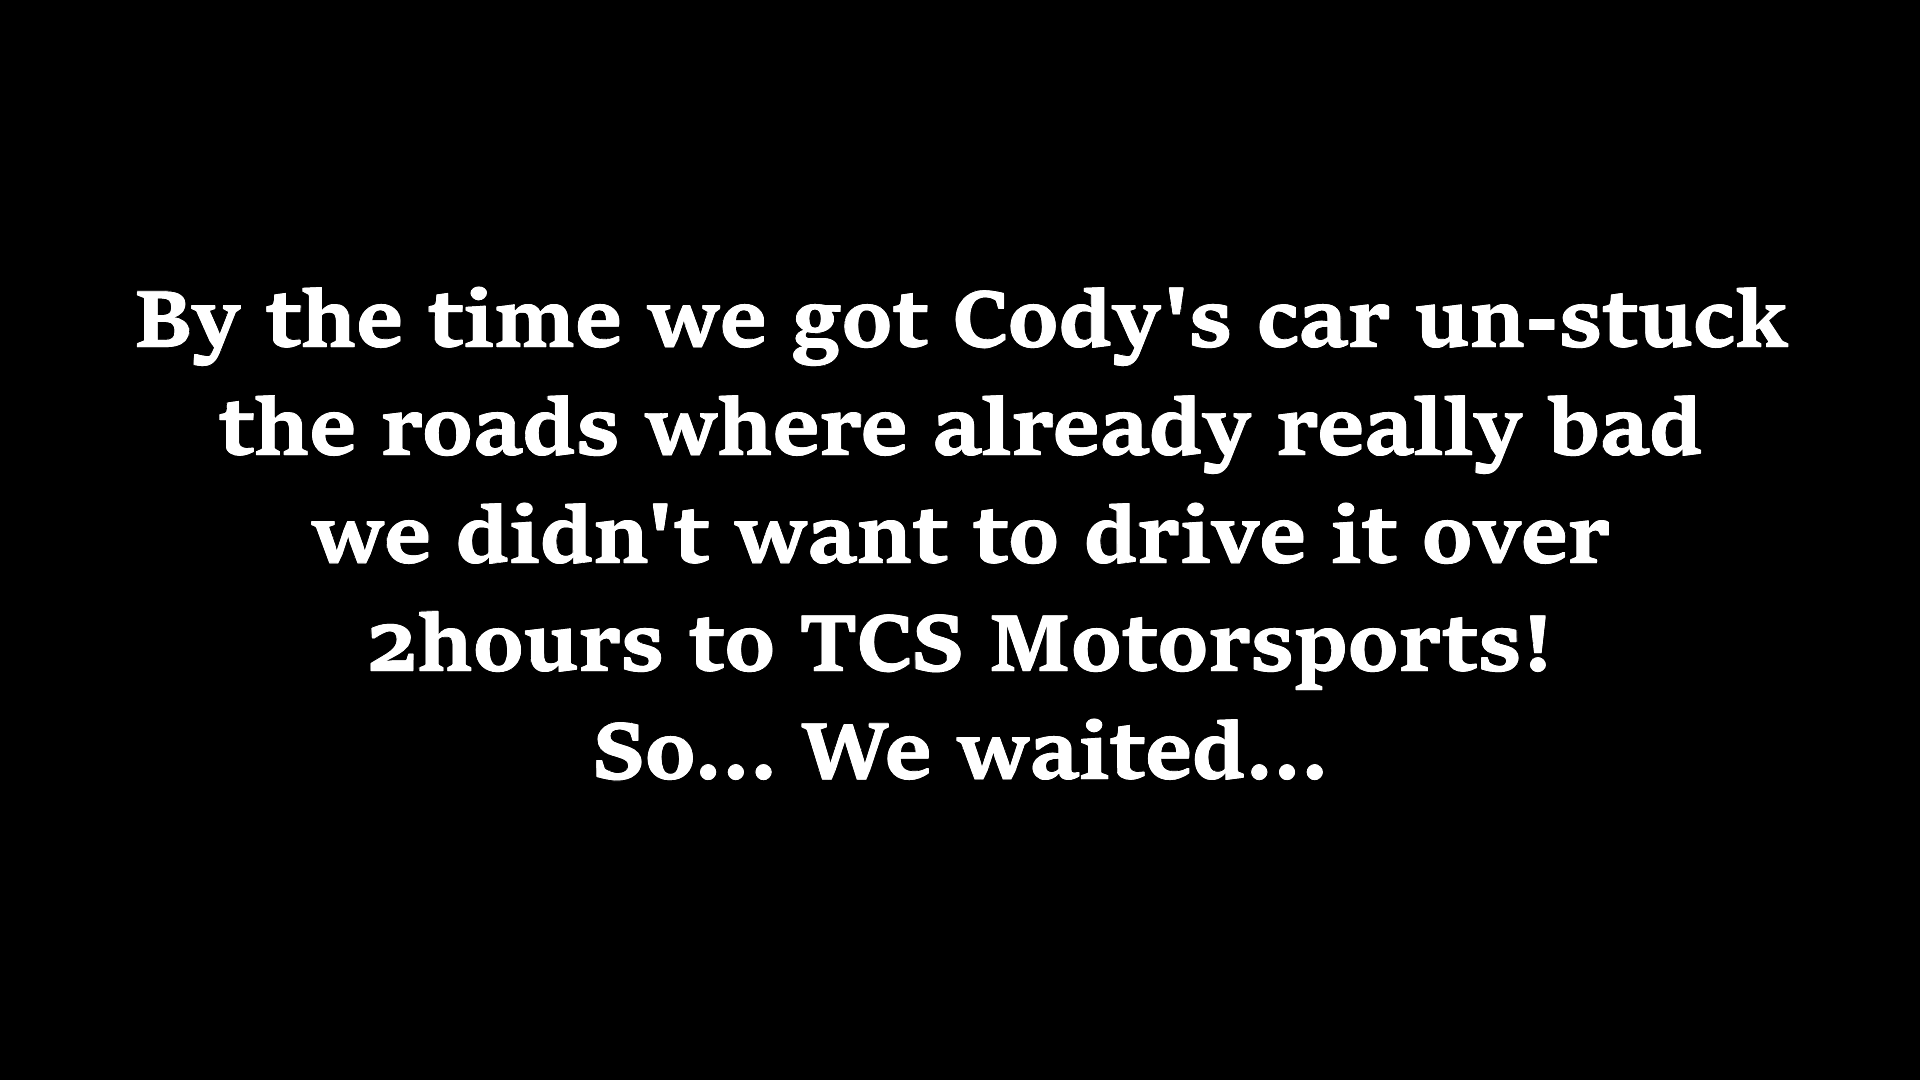 By the time we got Cody's car un-stuck
the roads where already really bad
we didn't want to drive it over
2hours to TCS Motorsports!
So... We waited...